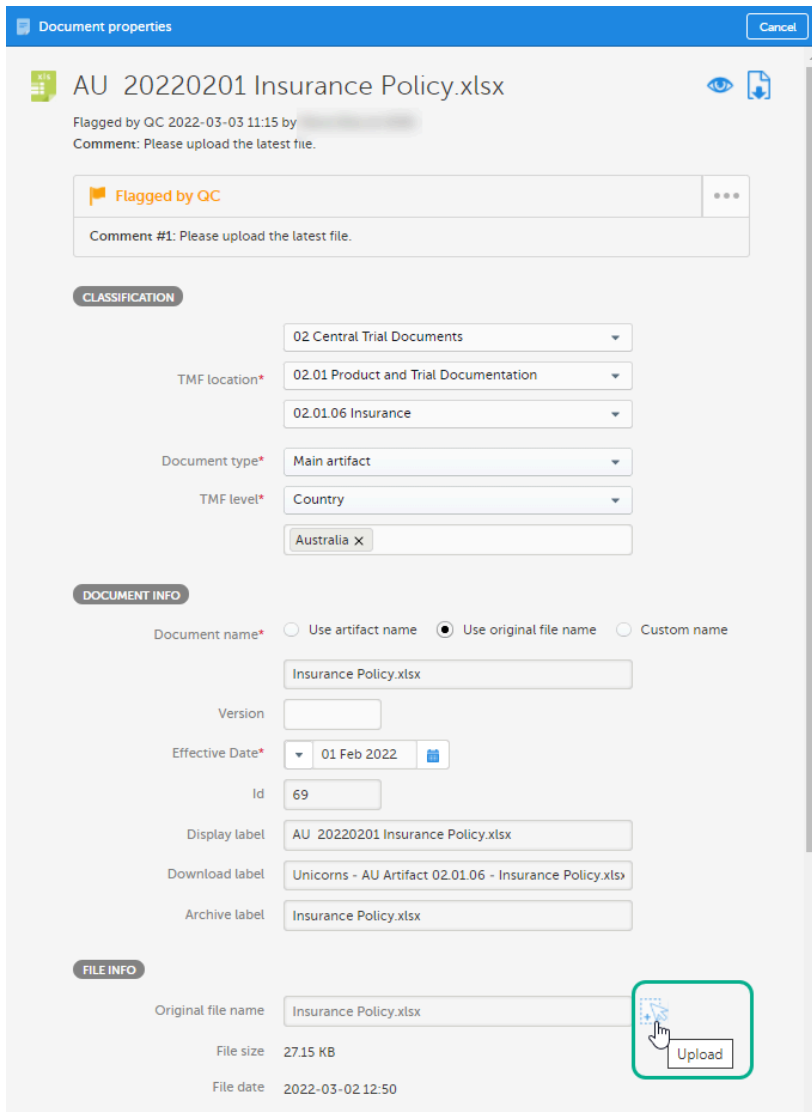 Document properties
Cancel
xls
AU 20220201 Insurance Policy.xlsx
Flagged by QC 2022-03-03 11:15 by
Comment: Please upload the latest file.
Flagged by QC
Comment #1: Please upload the latest file.
CLASSIFICATION
02 Central Trial Documents
TMF location* 02.01 Product and Trial Documentation
02.01.06 Insurance
Document type* Main artifact
TMF level* Country
Australia ×
DOCUMENT INFO
Document name* Use artifact name Use original file name Custom name
Insurance Policy.xlsx
Version
Effective Date* 01 Feb 2022
Id 69
Display label AU 20220201 Insurance Policy.xlsx
Download label Unicorns - AU Artifact 02.01.06 - Insurance Policy.xlsx
Archive label Insurance Policy.xlsx
FILE INFO
Original file name Insurance Policy.xlsx
Upload
File size 27.15 KB
File date 2022-03-02 12:50